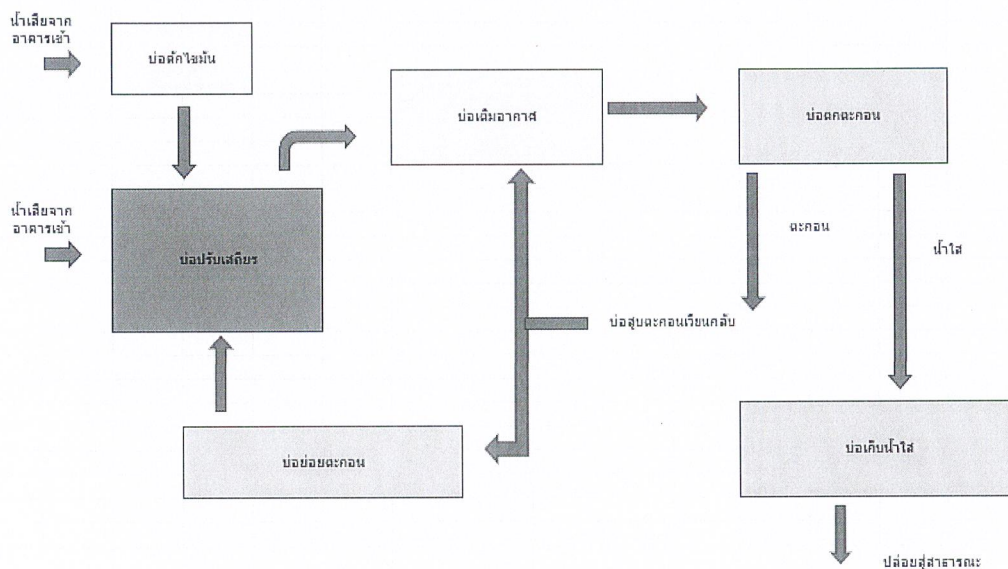 น้ำเสียจาก
อาคารเข้า
บ่อดักไขมัน
บ่อเติมอากาศ
บ่อตกตะกอน
น้ำเสียจาก
อาคารเข้า
บ่อปรับเสถียร
ตะกอน
น้ำใส
บ่อสูบตะกอนเวียนกลับ
บ่อย่อยตะกอน
บ่อเก็บน้ำใส
ปล่อยสู่สาธารณะ